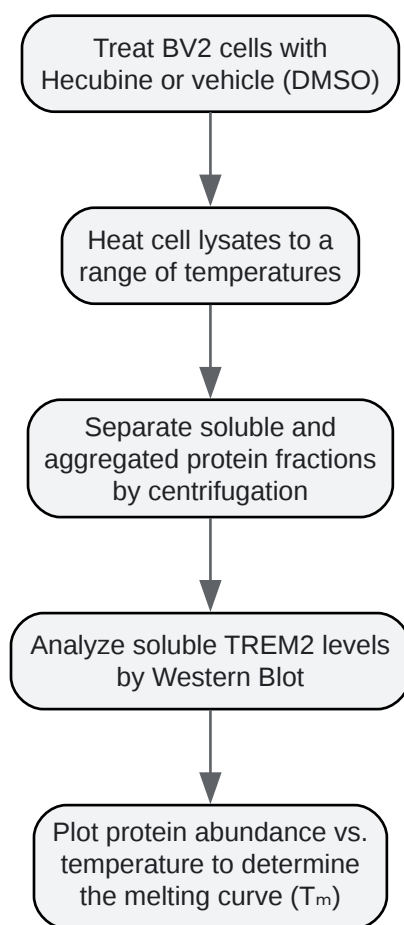 Treat BV2 cells with
Hecubine or vehicle (DMSO)
Heat cell lysates to a
range of temperatures
Separate soluble and
aggregated protein fractions
by centrifugation
Analyze soluble TREM2 levels
by Western Blot
Plot protein abundance vs.
temperature to determine
the melting curve (Tₘ)